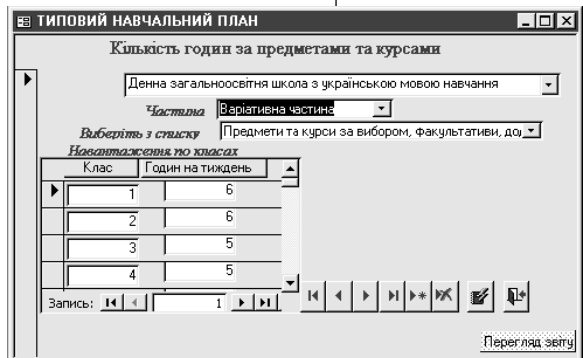 ТИПОВИЙ НАВЧАЛЬНИЙ ПЛАН
Кількість годин за предметами та курсами
Денна загальноосвітня школа з українською мовою навчання
Частина Варіативна частина
Виберіть з списку Предмети та курси за вибором, факультативи, до
Навантаження по класах
Клас Годин на тиждень
1 6
2 6
3 5
4 5
Запись: 1
Перегляд звіту